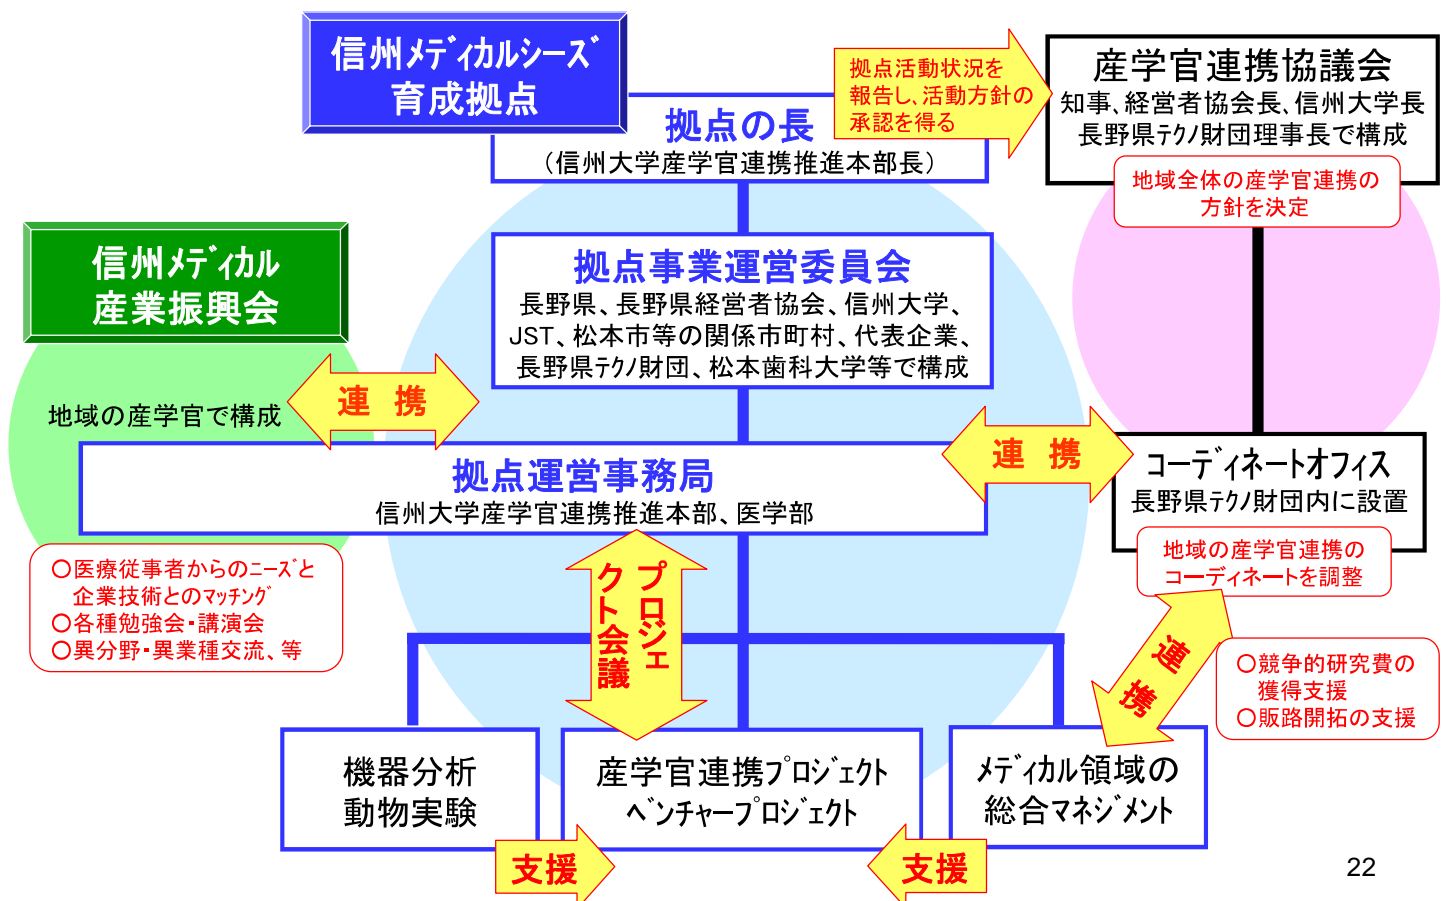 信州メディカルシーズ
育成拠点
拠点の長
(信州大学産学官連携推進本部長)
拠点活動状況を
報告し、活動方針の
承認を得る
産学官連携協議会
知事、経営者協会長、信州大学長
長野県テクノ財団理事長で構成
地域全体の産学官連携の
方針を決定
信州メディカル
産業振興会
地域の産学官で構成
連 携
拠点事業運営委員会
長野県、長野県経営者協会、信州大学、
JST、松本市等の関係市町村、代表企業、
長野県テクノ財団、松本歯科大学等で構成
拠点運営事務局
信州大学産学官連携推進本部、医学部
連 携
コーディネートオフィス
長野県テクノ財団内に設置
地域の産学官連携の
コーディネートを調整
○医療従事者からのニーズと
企業技術とのマッチング
○各種勉強会・講演会
○異分野・異業種交流、等
プロジェ
クト会議
連携
○競争的研究費の
獲得支援
○販路開拓の支援
機器分析
動物実験
産学官連携プロジェクト
ベンチャープロジェクト
メディカル領域の
総合マネジメント
支援
支援
22